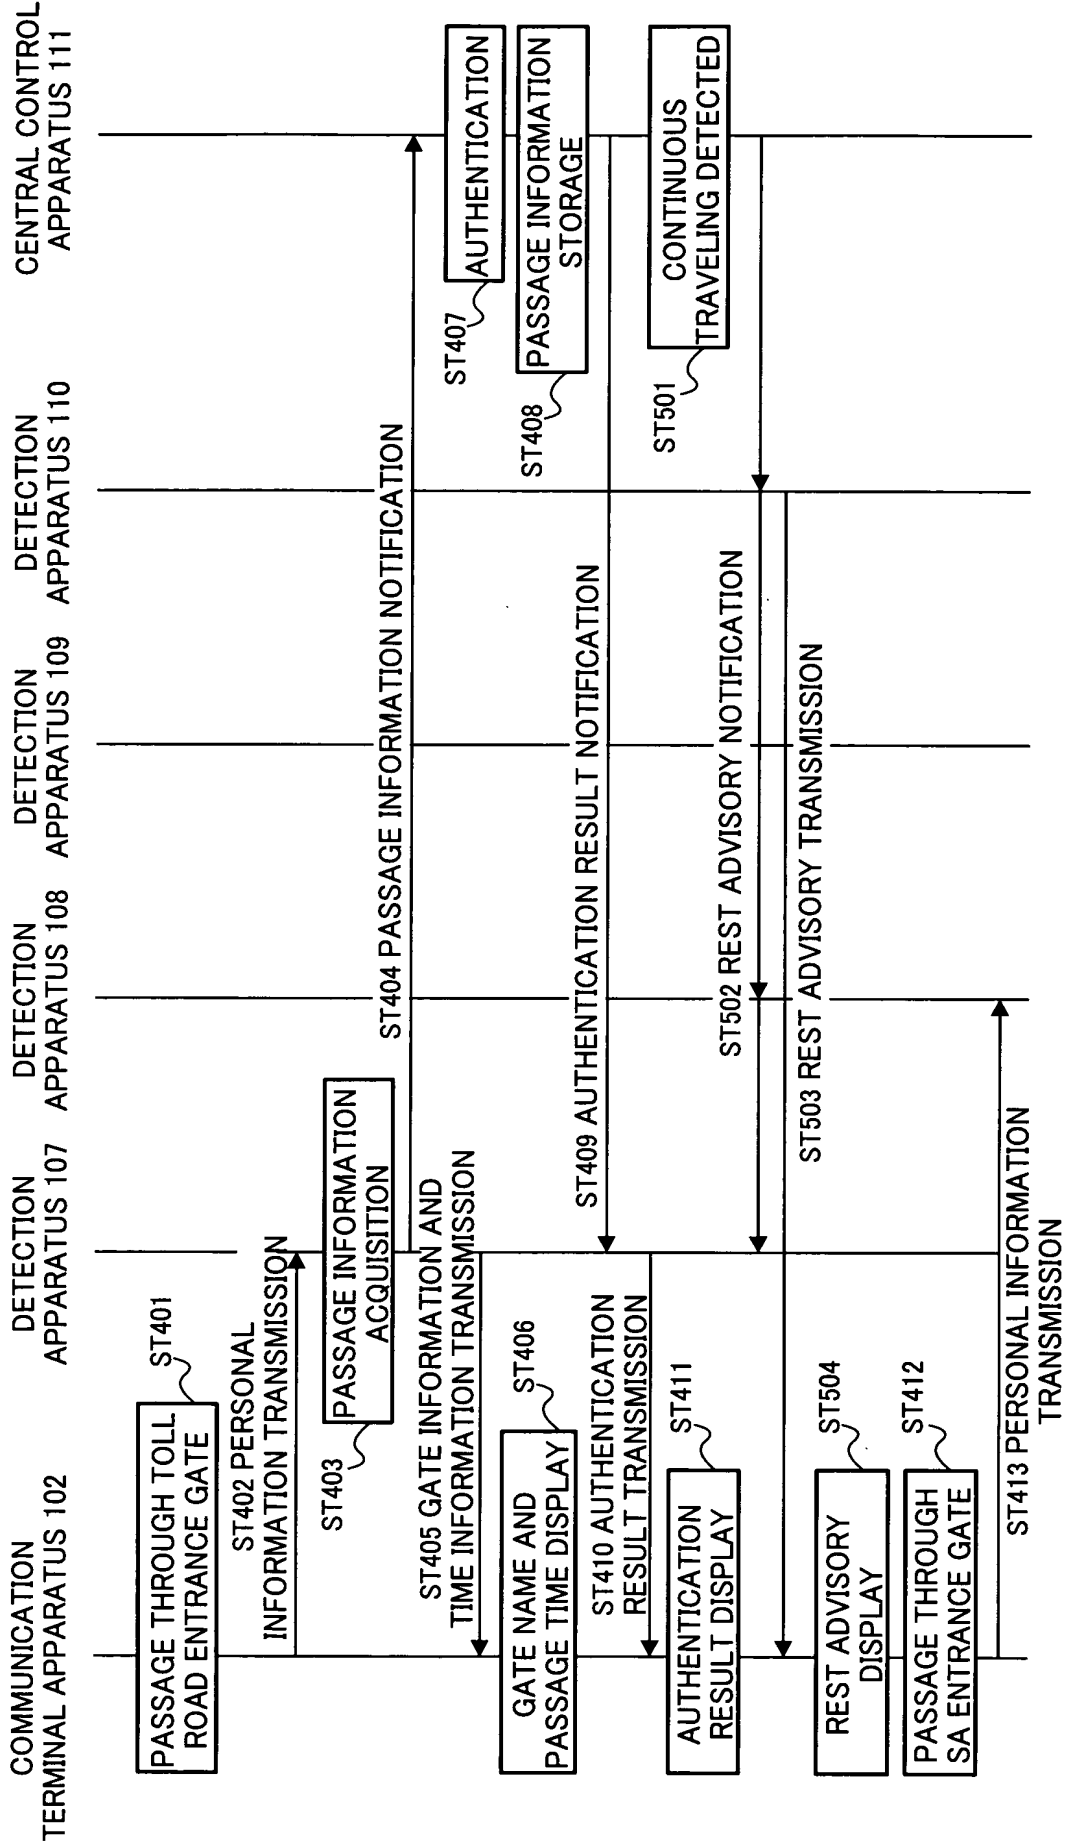 COMMUNICATION
TERMINAL APPARATUS 102
DETECTION
APPARATUS 107
DETECTION
APPARATUS 108
DETECTION
APPARATUS 109
DETECTION
APPARATUS 110
CENTRAL CONTROL
APPARATUS 111
PASSAGE THROUGH TOLL
ROAD ENTRANCE GATE
ST401
ST402 PERSONAL
INFORMATION TRANSMISSION
ST403
PASSAGE INFORMATION
ACQUISITION
ST404 PASSAGE INFORMATION NOTIFICATION
ST405 GATE INFORMATION AND
TIME INFORMATION TRANSMISSION
ST407
AUTHENTICATION
GATE NAME AND
PASSAGE TIME DISPLAY
ST406
ST408
PASSAGE INFORMATION
STORAGE
ST409 AUTHENTICATION RESULT NOTIFICATION
ST410 AUTHENTICATION
RESULT TRANSMISSION
AUTHENTICATION
RESULT DISPLAY
ST411
ST501
CONTINUOUS
TRAVELING DETECTED
ST502 REST ADVISORY NOTIFICATION
ST503 REST ADVISORY TRANSMISSION
REST ADVISORY
DISPLAY
ST504
PASSAGE THROUGH
SA ENTRANCE GATE
ST412
ST413 PERSONAL INFORMATION
TRANSMISSION